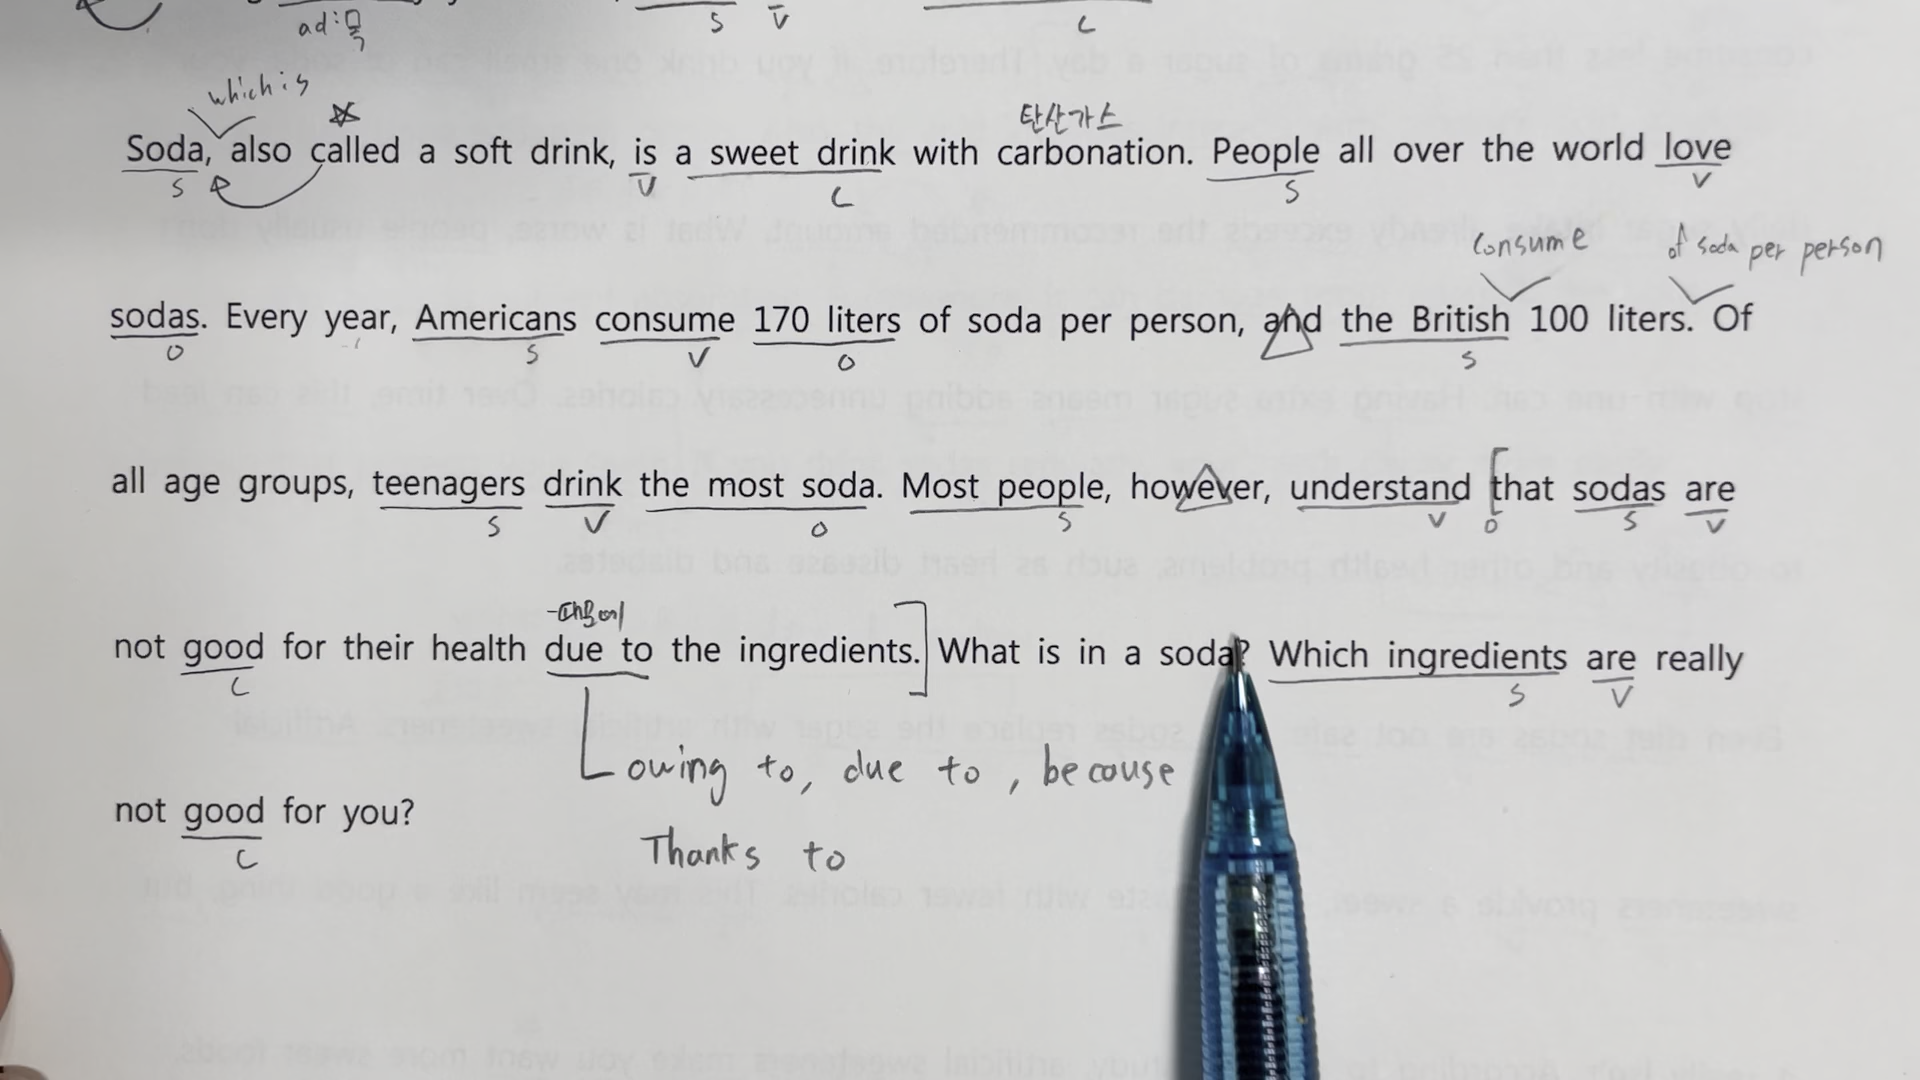 ad:목
S V C
which is
탄산가스
Soda, also called a soft drink, is a sweet drink with carbonation. People all over the world love
S V C S V
consume of soda per person
sodas. Every year, Americans consume 170 liters of soda per person, and the British 100 liters. Of
O S V O S
all age groups, teenagers drink the most soda. Most people, however, understand [that sodas are
S V O S V O S V
-때문에
not good for their health due to the ingredients.] What is in a soda? Which ingredients are really
C S V
owing to, due to, because
not good for you?
C
Thanks to